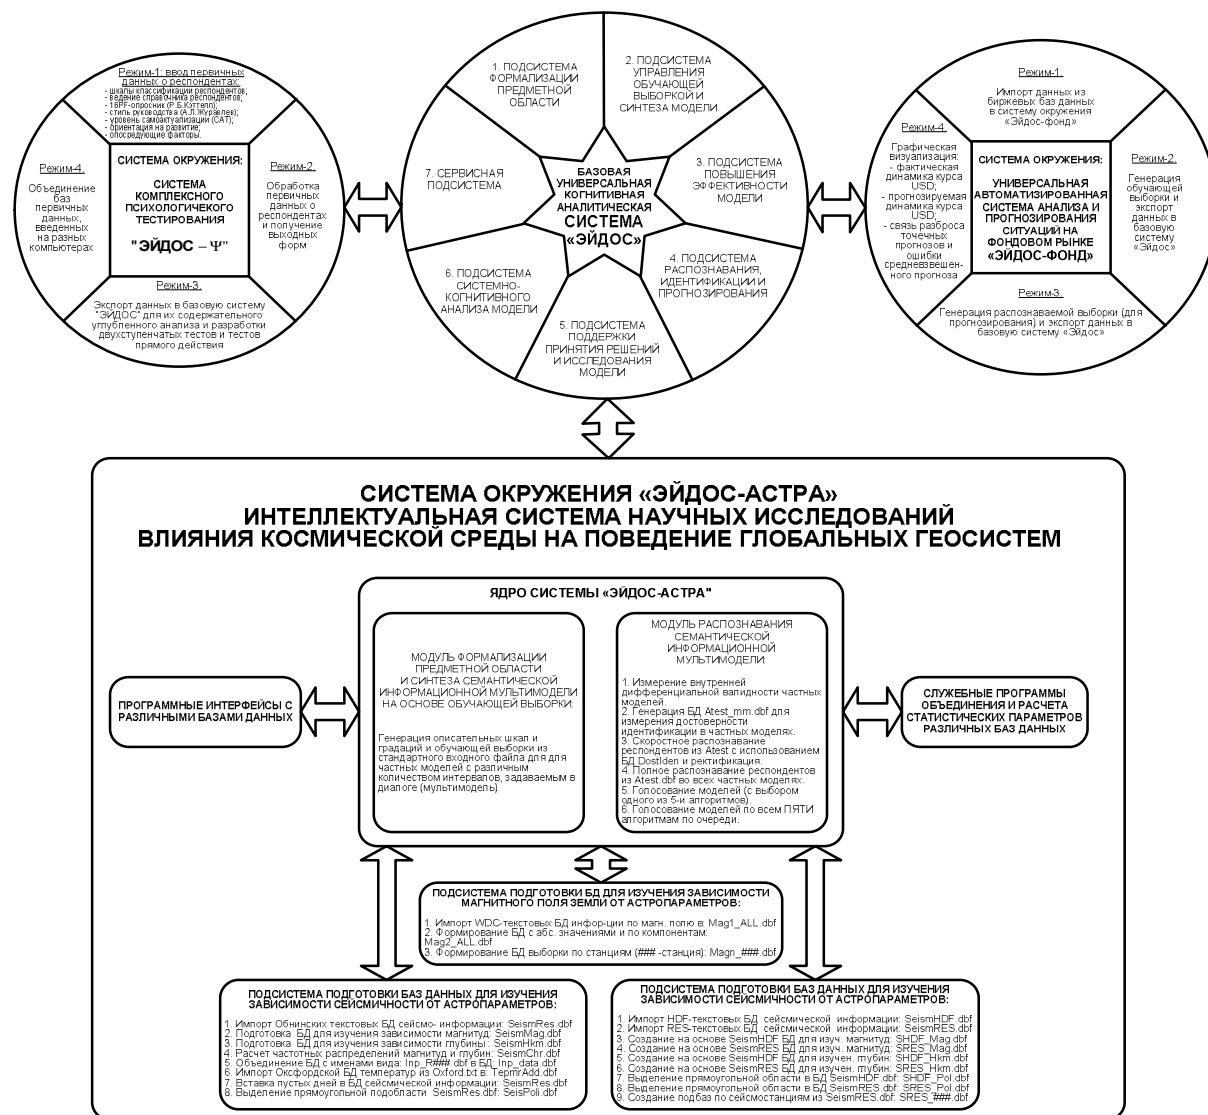 Режим-1: ввод первичных
данных о респондентах:
- шкалы классификации респондентов;
- ведение справочника респондентов;
- 16PF-опросник (Р.Б.Кэттелл);
- стиль руководства (А.Л.Журавлев);
- уровень самоактуализации (САТ);
- ориентация на развитие;
- опосредующие факторы.
Режим-4.
Объединение
баз
первичных
данных,
введенных
на разных
компьютерах
СИСТЕМА ОКРУЖЕНИЯ:
СИСТЕМА
КОМПЛЕКСНОГО
ПСИХОЛОГИЧЕКОГО
ТЕСТИРОВАНИЯ
"ЭЙДОС – Ψ"
Режим-2.
Обработка
первичных
данных о
респондентах
и получение
выходных
форм
Режим-3.
Экспорт данных в базовую систему
"ЭЙДОС" для их содержательного
углубленного анализа и разработки
двухступенчатых тестов и тестов
прямого действия
1. ПОДСИСТЕМА
ФОРМАЛИЗАЦИИ
ПРЕДМЕТНОЙ
ОБЛАСТИ
2. ПОДСИСТЕМА
УПРАВЛЕНИЯ
ОБУЧАЮЩЕЙ
ВЫБОРКОЙ И
СИНТЕЗА МОДЕЛИ
3. ПОДСИСТЕМА
ПОВЫШЕНИЯ
ЭФФЕКТИВНОСТИ
МОДЕЛИ
4. ПОДСИСТЕМА
РАСПОЗНАВАНИЯ,
ИДЕНТИФИКАЦИИ И
ПРОГНОЗИРОВАНИЯ
5. ПОДСИСТЕМА
ПОДДЕРЖКИ
ПРИНЯТИЯ РЕШЕНИЙ
И ИССЛЕДОВАНИЯ
МОДЕЛИ
6. ПОДСИСТЕМА
СИСТЕМНО-
КОГНИТИВНОГО
АНАЛИЗА МОДЕЛИ
7. СЕРВИСНАЯ
ПОДСИСТЕМА
БАЗОВАЯ
УНИВЕРСАЛЬНАЯ
КОГНИТИВНАЯ
АНАЛИТИЧЕСКАЯ
СИСТЕМА
«ЭЙДОС»
Режим-1.
Импорт данных из
биржевых баз данных
в систему окружения
«Эйдос-фонд»
Режим-4.
Графическая
визуализация:
- фактическая
динамика курса
USD;
- прогнозируемая
динамика курса
USD;
- связь разброса
точечных
прогнозов и
ошибки
средневзвешен-
ного прогноза
СИСТЕМА ОКРУЖЕНИЯ:
УНИВЕРСАЛЬНАЯ
АВТОМАТИЗИРОВАННАЯ
СИСТЕМА АНАЛИЗА И
ПРОГНОЗИРОВАНИЯ
СИТУАЦИЙ НА
ФОНДОВОМ РЫНКЕ
«ЭЙДОС-ФОНД»
Режим-2.
Генерация
обучающей
выборки и
экспорт
данных в
базовую
систему
«Эйдос»
Режим-3.
Генерация распознаваемой выборки (для
прогнозирования) и экспорт данных в
базовую систему «Эйдос»
СИСТЕМА ОКРУЖЕНИЯ «ЭЙДОС-АСТРА»
ИНТЕЛЛЕКТУАЛЬНАЯ СИСТЕМА НАУЧНЫХ ИССЛЕДОВАНИЙ
ВЛИЯНИЯ КОСМИЧЕСКОЙ СРЕДЫ НА ПОВЕДЕНИЕ ГЛОБАЛЬНЫХ ГЕОСИСТЕМ
ЯДРО СИСТЕМЫ «ЭЙДОС-АСТРА"
МОДУЛЬ ФОРМАЛИЗАЦИИ
ПРЕДМЕТНОЙ ОБЛАСТИ
И СИНТЕЗА СЕМАНТИЧЕСКОЙ
ИНФОРМАЦИОННОЙ МУЛЬТИМОДЕЛИ
НА ОСНОВЕ ОБУЧАЮЩЕЙ ВЫБОРКИ:
Генерация описательных шкал и
градаций и обучающей выборки из
стандартного входного файла для для
частных моделей с различным
количеством интервалов, задаваемым в
диалоге (мультимодель)
МОДУЛЬ РАСПОЗНАВАНИЯ
СЕМАНТИЧЕСКОЙ
ИНФОРМАЦИОННОЙ
МУЛЬТИМОДЕЛИ:
1. Измерение внутренней
дифференциальной валидности частных
моделей.
2. Генерация БД Atest_mm.dbf для
измерения достоверности
идентификации в частных моделях.
3. Скоростное распознавание
респондентов из Atest с использованием
БД DostIden и ректификация.
4. Полное распознавание респондентов
из Atest.dbf во всех частных моделях.
5. Голосование моделей (с выбором
одного из 5-и алгоритмов).
6. Голосование моделей по всем ПЯТИ
алгоритмам по очереди.
ПРОГРАММНЫЕ ИНТЕРФЕЙСЫ С
РАЗЛИЧНЫМИ БАЗАМИ ДАННЫХ
СЛУЖЕБНЫЕ ПРОГРАММЫ
ОБЪЕДИНЕНИЯ И РАСЧЕТА
СТАТИСТИЧЕСКИХ ПАРАМЕТРОВ
РАЗЛИЧНЫХ БАЗ ДАННЫХ
ПОДСИСТЕМА ПОДГОТОВКИ БД ДЛЯ ИЗУЧЕНИЯ ЗАВИСИМОСТИ
МАГНИТНОГО ПОЛЯ ЗЕМЛИ ОТ АСТРОПАРАМЕТРОВ:
1. Импорт WDC-текстовых БД инфор-ции по магн. полю в: Mag1_ALL.dbf
2. Формирование БД с абс. значениями и по компонентам:
Mag2_ALL.dbf
3. Формирование БД выборки по станциям (### -станция): Magn_###.dbf
ПОДСИСТЕМА ПОДГОТОВКИ БАЗ ДАННЫХ ДЛЯ ИЗУЧЕНИЯ
ЗАВИСИМОСТИ СЕЙСМИЧНОСТИ ОТ АСТРОПАРАМЕТРОВ:
1. Импорт Обнинских текстовых БД сейсмо- информации: SeismRes.dbf
2. Подготовка БД для изучения зависимости магнитуд: SeismMag.dbf
3. Подготовка БД для изучения зависимости глубины: SeismHkm.dbf
4. Расчет частотных распределений магнитуд и глубин: SeismChr.dbf
5. Объединение БД с именами вида: Inp_R###.dbf в БД: Inp_data.dbf
6. Импорт Оксфордской БД температур из Oxford.txt в: TepmrAdd.dbf
7. Вставка пустых дней в БД сейсмической информации: SeismRes.dbf
8. Выделение прямоугольной подобласти SeismRes.dbf: SeisPoli.dbf
ПОДСИСТЕМА ПОДГОТОВКИ БАЗ ДАННЫХ ДЛЯ ИЗУЧЕНИЯ
ЗАВИСИМОСТИ СЕЙСМИЧНОСТИ ОТ АСТРОПАРАМЕТРОВ:
1. Импорт HDF-текстовых БД сейсмической информации: SeismHDF.dbf
2. Импорт RES-текстовых БД сейсмической информации: SeismRES.dbf
3. Создание на основе SeismHDF БД для изуч. магнитуд: SHDF_Mag.dbf
4. Создание на основе SeismRES БД для изуч. магнитуд: SRES_Mag.dbf
5. Создание на основе SeismHDF БД для изучен. глубин: SHDF_Hkm.dbf
6. Создание на основе SeismRES БД для изучен. глубин: SRES_Hkm.dbf
7. Выделение прямоугольной области в БД SeismHDF.dbf: SHDF_Pol.dbf
8. Выделение прямоугольной области в БД SeismRES.dbf: SRES_Pol.dbf
9. Создание подбаз по сейсмостанциям из SeismRES.dbf: SRES_###.dbf